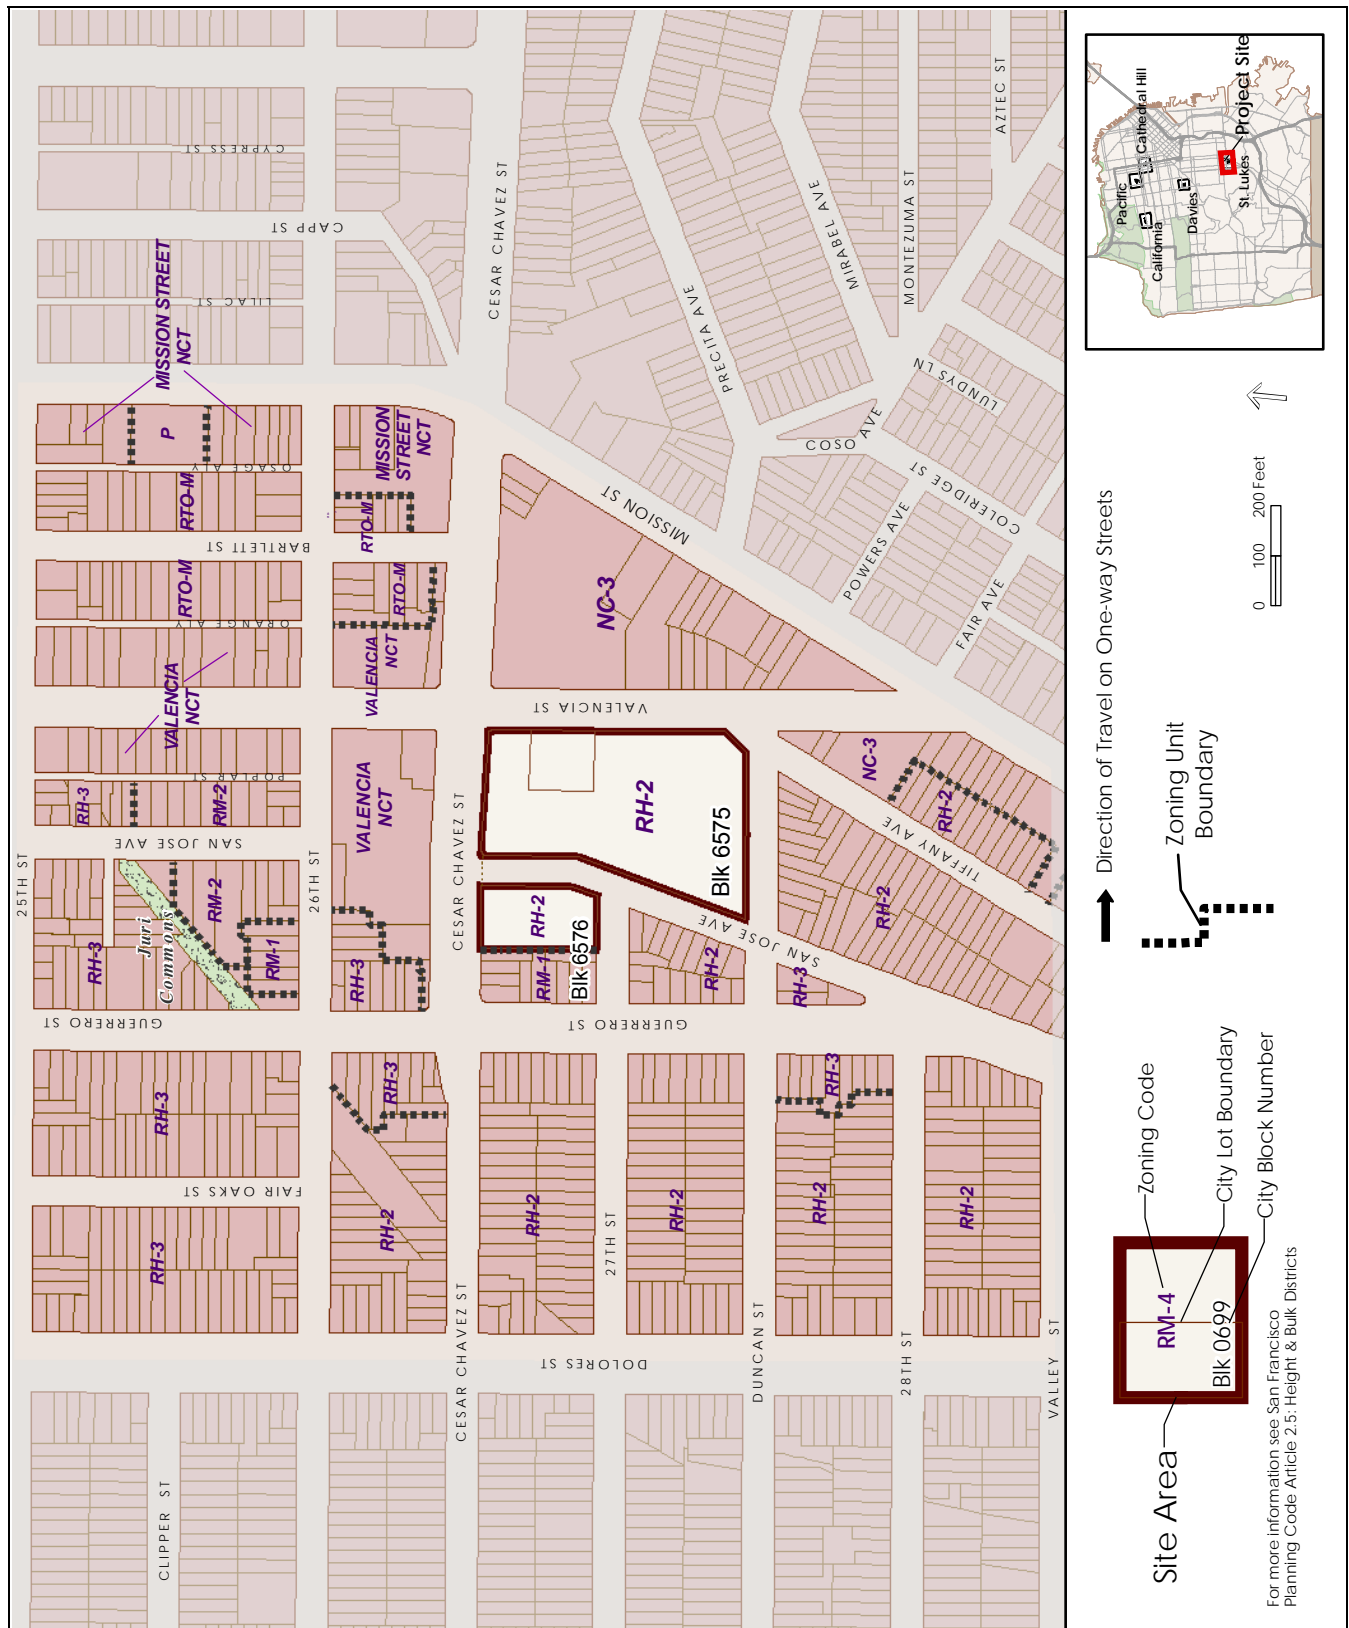 CYPRESS ST
CAPP ST
LILAC ST
MISSION STREET
NCT
P
OSAGE ALY
RTO-M
BARTLETT ST
RTO-M
ORANGE ALY
VALENCIA
NCT
POPLAR ST
RH-3
RM-2
SAN JOSE AVE
25TH ST
26TH ST
RH-3
Juri
Commons
RM-2
RM-1
GUERRERO ST
RH-3
FAIR OAKS ST
RH-3
CLIPPER ST
MISSION
STREET
NCT
RTO-M
RTO-M
VALENCIA
NCT
VALENCIA
NCT
RH-3
RH-3
RH-2
CESAR CHAVEZ ST
CESAR CHAVEZ ST
CESAR CHAVEZ ST
NC-3
MISSION ST
VALENCIA ST
RH-2
Blk 6575
RH-2
Blk 6576
RM-1
RH-2
SAN JOSE AVE
RH-3
GUERRERO ST
NC-3
RH-2
TIFFANY AVE
RH-2
RH-3
RH-2
RH-2
RH-2
RH-2
27TH ST
DUNCAN ST
28TH ST
VALLEY ST
DOLORES ST
PRECITA AVE
MIRABEL AVE
MONTEZUMA ST
AZTEC ST
LUNDYS LN
COSO AVE
COLERIDGE ST
POWERS AVE
FAIR AVE
Pacific
Cathedral Hill
California
Davies
St. Lukes
Project Site
0 100 200 Feet
Direction of Travel on One-way Streets
Zoning Unit
Boundary
Site Area
RM-4
Blk 0699
Zoning Code
City Lot Boundary
City Block Number
For more information see San Francisco
Planning Code Article 2.5: Height & Bulk Districts